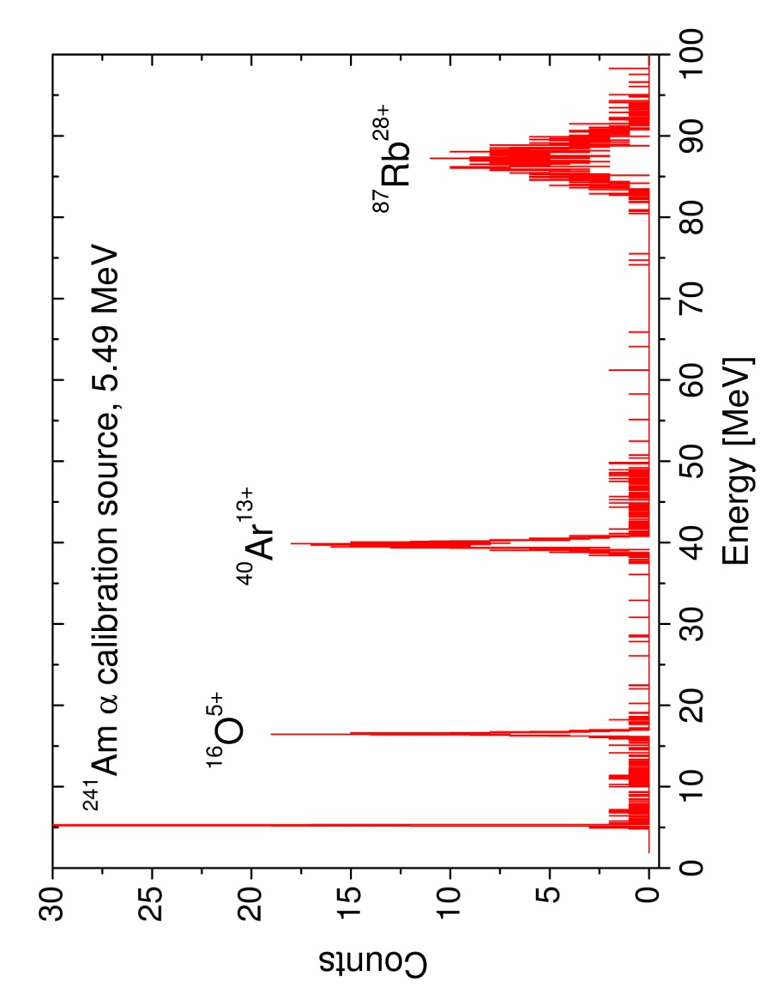 ²⁴¹Am α calibration source, 5.49 MeV
¹⁶O⁵⁺
⁴⁰Ar¹³⁺
⁸⁷Rb²⁸⁺
30
25
20
15
10
5
0
Counts
0 10 20 30 40 50 60 70 80 90 100
Energy [MeV]